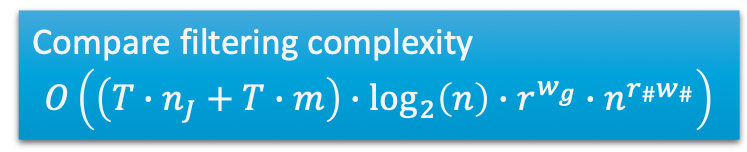 Compare filtering complexity
O((T · n_J + T · m) · log₂(n) · r^{w_g} · n^{r_# w_#})